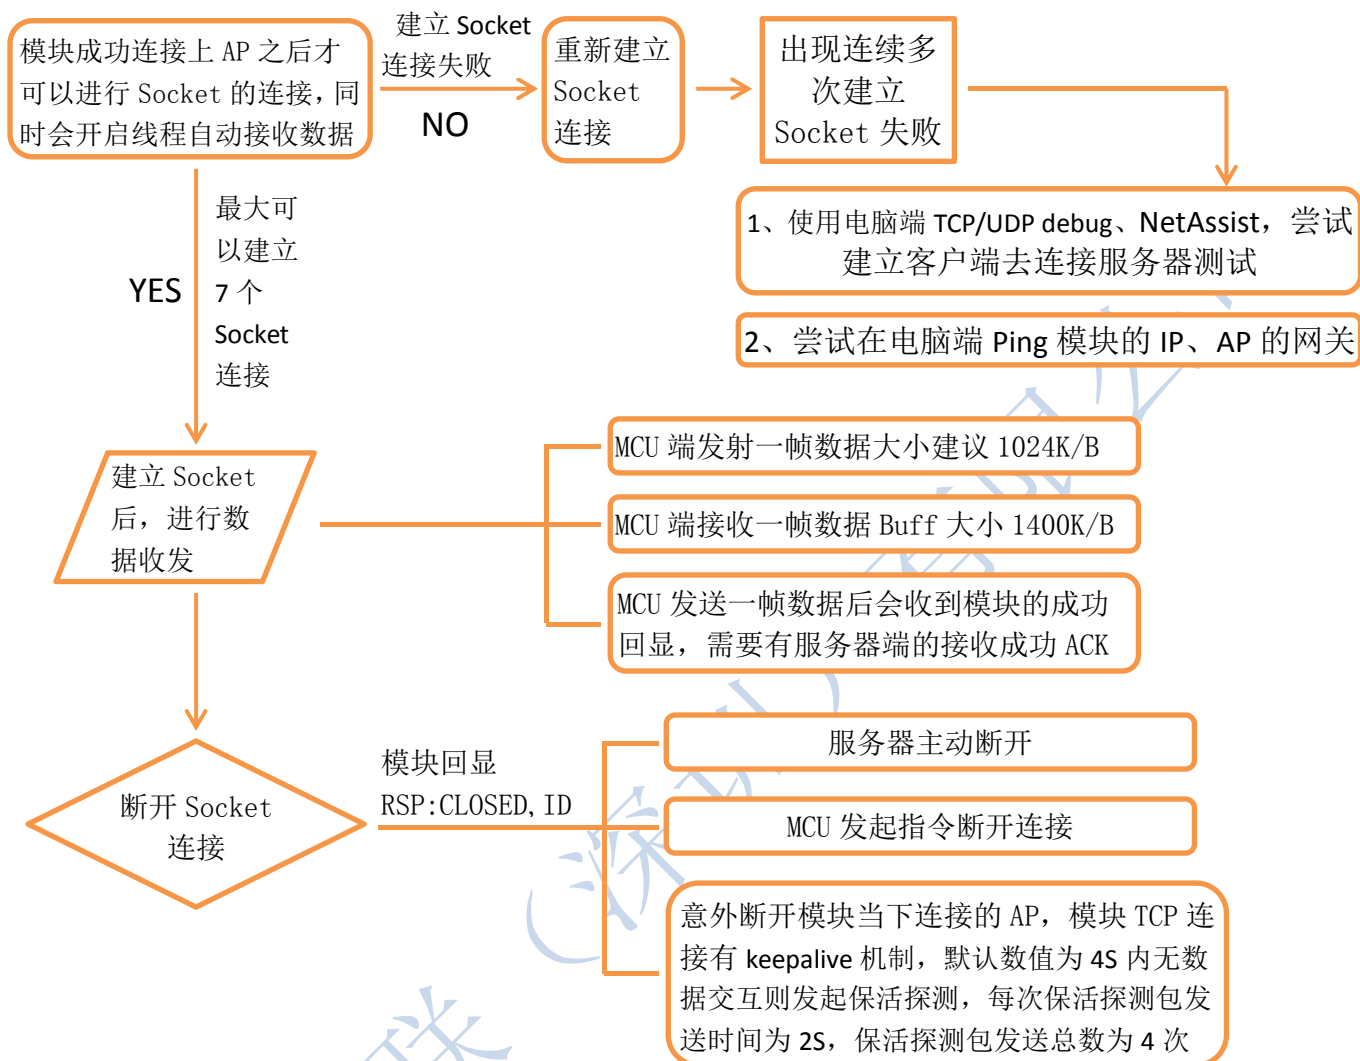 模块成功连接上 AP 之后才
可以进行 Socket 的连接，同
时会开启线程自动接收数据
建立 Socket
连接失败
NO
重新建立
Socket
连接
出现连续多
次建立
Socket 失败
1、使用电脑端 TCP/UDP debug、NetAssist，尝试
建立客户端去连接服务器测试
2、尝试在电脑端 Ping 模块的 IP、AP 的网关
YES
最大可
以建立
7 个
Socket
连接
建立 Socket
后，进行数
据收发
MCU 端发射一帧数据大小建议 1024K/B
MCU 端接收一帧数据 Buff 大小 1400K/B
MCU 发送一帧数据后会收到模块的成功
回显，需要有服务器端的接收成功 ACK
断开 Socket
连接
模块回显
RSP:CLOSED,ID
服务器主动断开
MCU 发起指令断开连接
意外断开模块当下连接的 AP，模块 TCP 连
接有 keepalive 机制，默认数值为 4S 内无数
据交互则发起保活探测，每次保活探测包发
送时间为 2S，保活探测包发送总数为 4 次
联（深圳）有限公